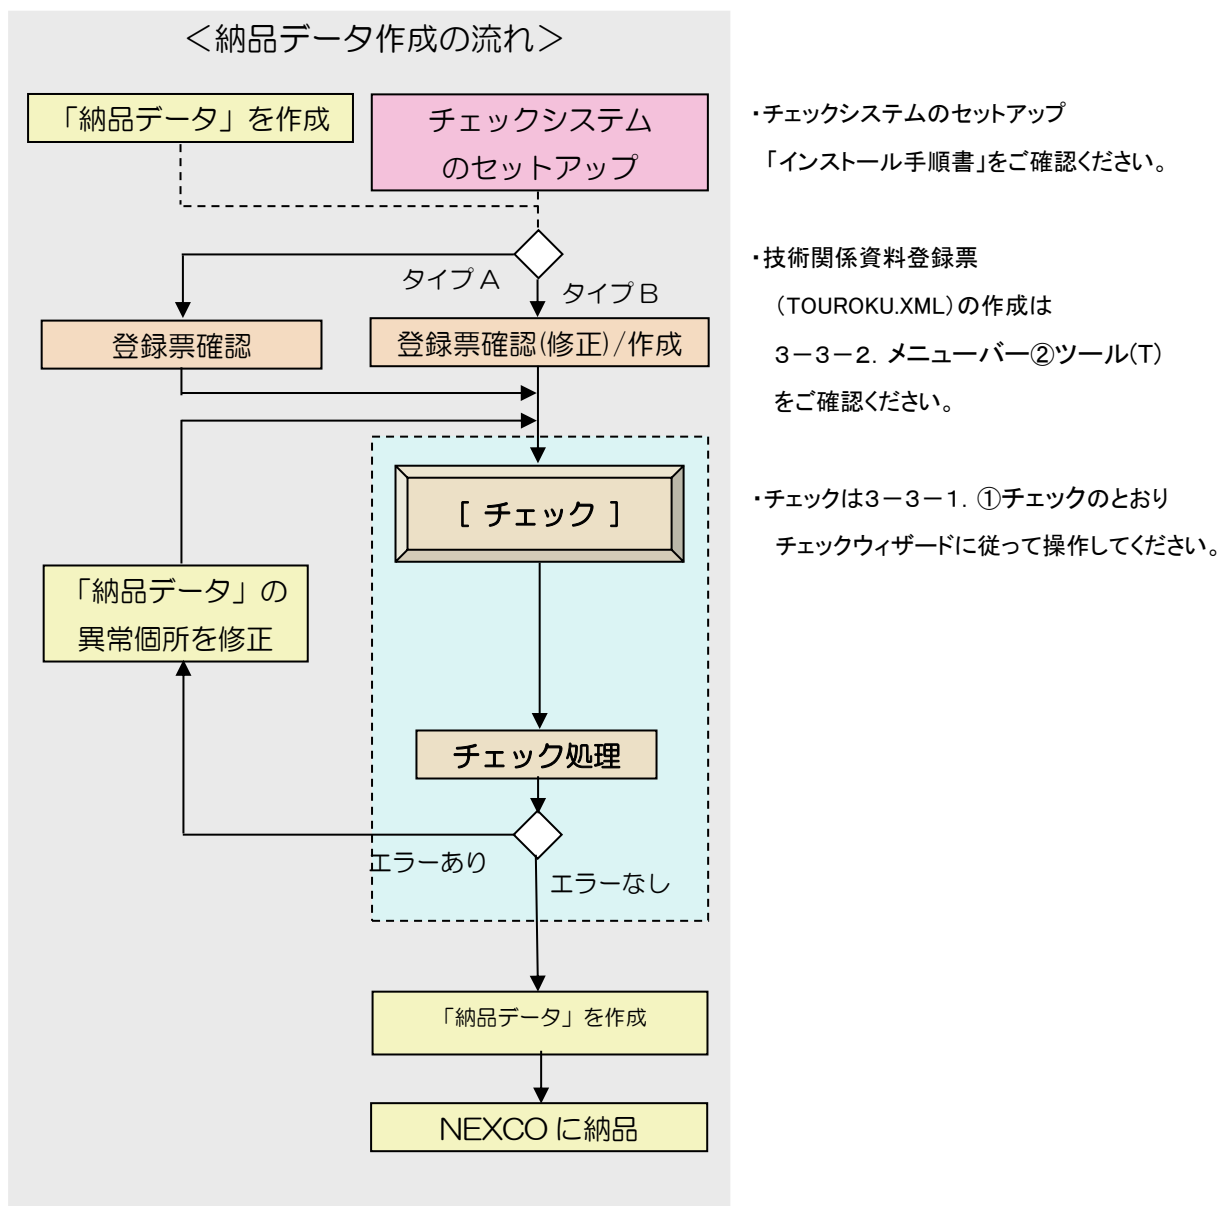 ＜納品データ作成の流れ＞
「納品データ」を作成
チェックシステム
のセットアップ
タイプA
タイプB
登録票確認
登録票確認(修正)/作成
[ チェック ]
「納品データ」の
異常個所を修正
チェック処理
エラーあり
エラーなし
「納品データ」を作成
NEXCOに納品
・チェックシステムのセットアップ
「インストール手順書」をご確認ください。
・技術関係資料登録票
（TOUROKU.XML）の作成は
３－３－２．メニューバー②ツール(T)
をご確認ください。
・チェックは３－３－１．①チェックのとおり
チェックウィザードに従って操作してください。